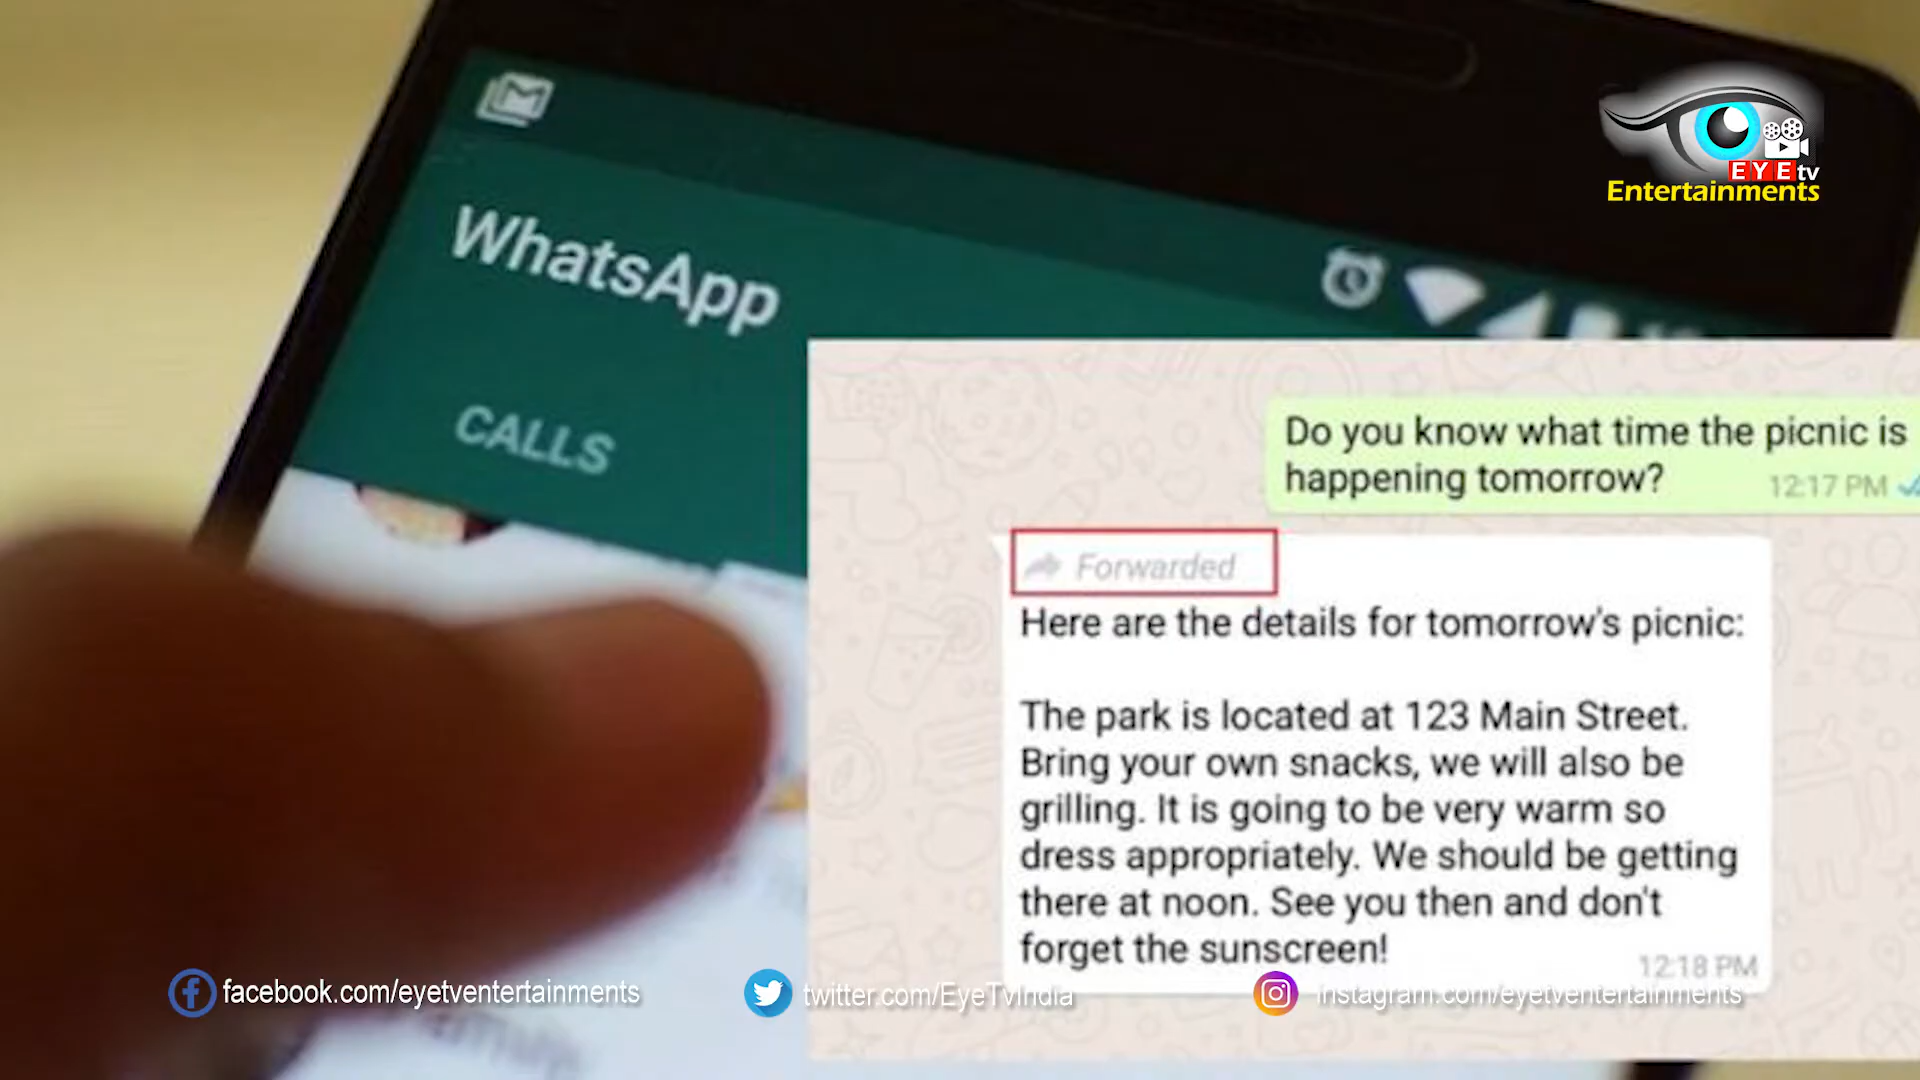 EYE tv
Entertainments
WhatsApp
CALLS
Do you know what time the picnic is
happening tomorrow?
12:17 PM
Forwarded
Here are the details for tomorrow's picnic:
The park is located at 123 Main Street.
Bring your own snacks, we will also be
grilling. It is going to be very warm so
dress appropriately. We should be getting
there at noon. See you then and don't
forget the sunscreen!
12:18 PM
facebook.com/eyetventertainments
twitter.com/EyeTvIndia
instagram.com/eyetventertainments